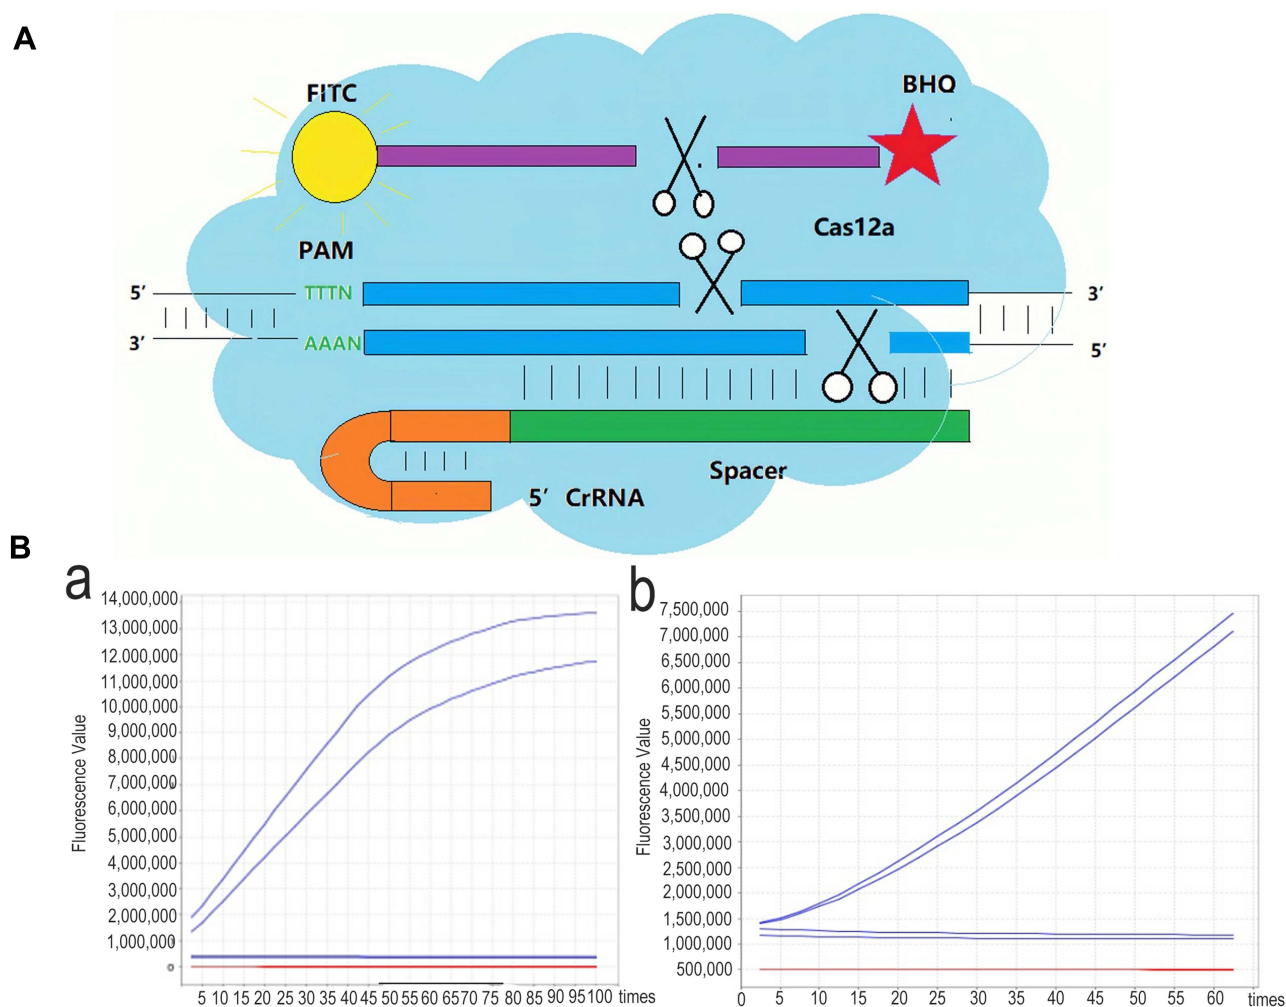 A
FITC
BHQ
Cas12a
PAM
5′ TTTN 3′
3′ AAAN 5′
Spacer
5′ CrRNA
B
a
14,000,000
13,000,000
12,000,000
11,000,000
10,000,000
9,000,000
8,000,000
7,000,000
6,000,000
5,000,000
4,000,000
3,000,000
2,000,000
1,000,000
0
Fluorescence Value
5 10 15 20 25 30 35 40 45 50 55 60 65 70 75 80 85 90 95 100 times
b
7,500,000
7,000,000
6,500,000
6,000,000
5,500,000
5,000,000
4,500,000
4,000,000
3,500,000
3,000,000
2,500,000
2,000,000
1,500,000
1,000,000
500,000
Fluorescence Value
0 5 10 15 20 25 30 35 40 45 50 55 60 times